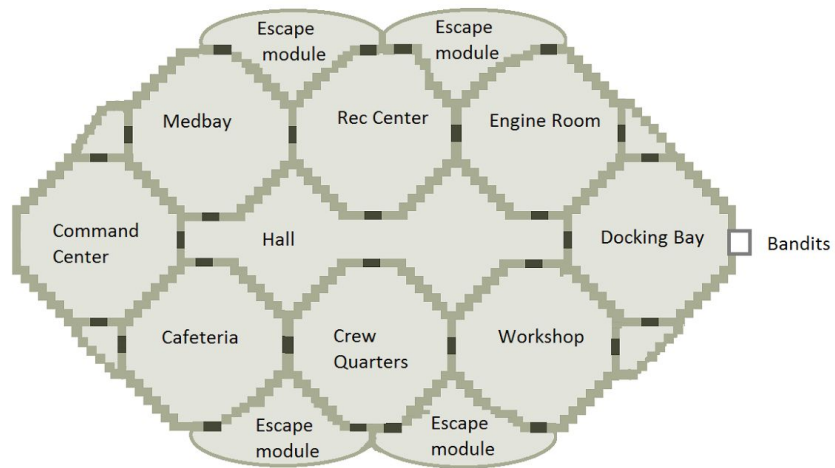 Escape
module
Escape
module
Medbay
Rec Center
Engine Room
Command
Center
Hall
Docking Bay
Bandits
Cafeteria
Crew
Quarters
Workshop
Escape
module
Escape
module